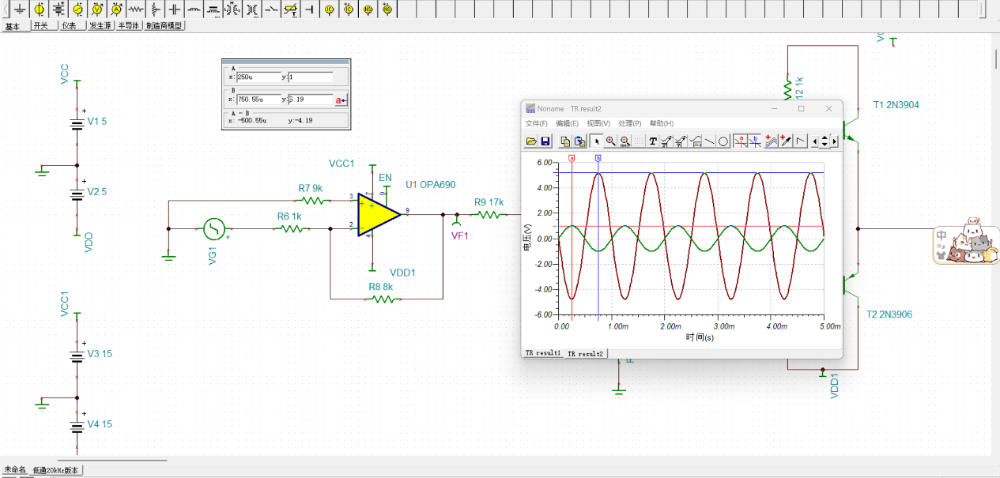 基本 开关 仪表 发生源 半导体 制造商模型
VCC
V1 5
V2 5
VDD
VCC1
V3 15
V4 15
A
x: 250u y: 1
B
x: 750.55u y: 5.19 a
A - B
x: -500.55u y:-4.19
VCC1
EN
U1 OPA690
R7 9k
R6 1k
3
2
7
9
9
4
VG1
VF1
VDD1
R8 8k
R9 17k
12 1k
T1 2N3904
T2 2N3906
VDD1
Noname - TR result2
文件(F) 编辑(E) 视图(V) 处理(P) 帮助(H)
a b
电压(V)
6.00
4.00
2.00
0.00
-2.00
-4.00
-6.00
0.00 1.00m 2.00m 3.00m 4.00m 5.00m
时间(s)
TR result1 TR result2
中
未命名 低通20kHz版本